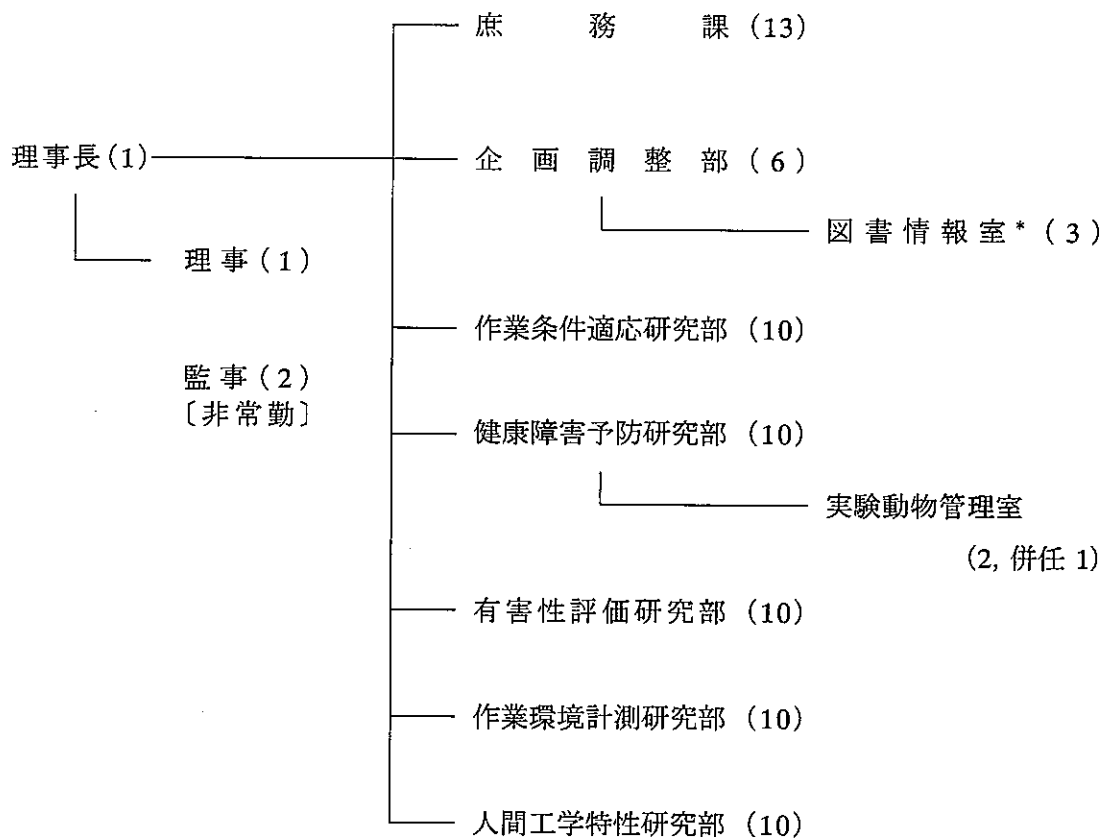 庶務課 (13)
理事長(1)
企画調整部 (6)
図書情報室* (3)
理事(1)
作業条件適応研究部 (10)
監事(2)
〔非常勤〕
健康障害予防研究部 (10)
実験動物管理室
(2, 併任 1)
有害性評価研究部 (10)
作業環境計測研究部 (10)
人間工学特性研究部 (10)